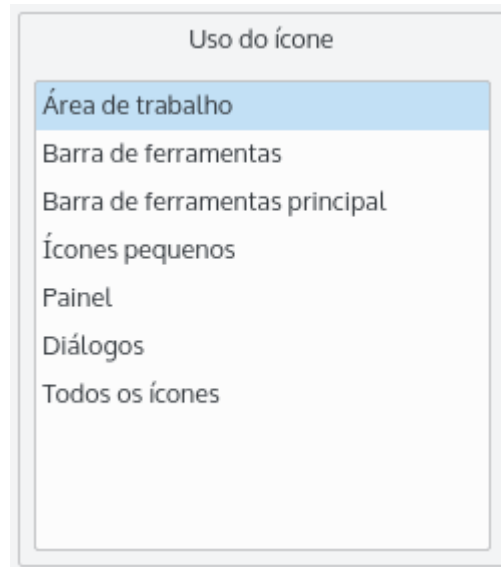 Uso do ícone
Área de trabalho
Barra de ferramentas
Barra de ferramentas principal
Ícones pequenos
Painel
Diálogos
Todos os ícones